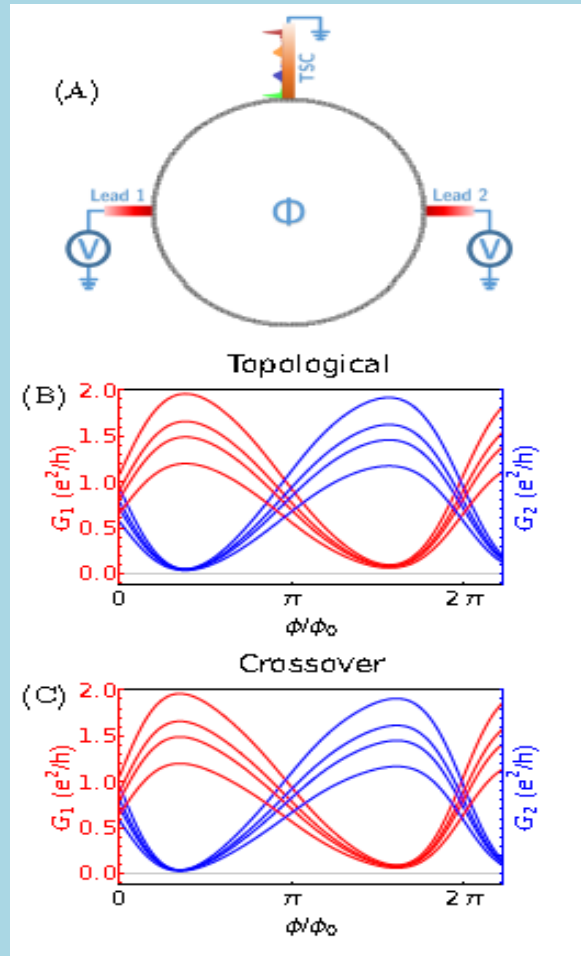 (A)
TSC
Lead 1
Φ
Lead 2
V
V
Topological
(B)
2.0
1.5
1.0
0.5
0.0
G₁ (e²/h)
G₂ (e²/h)
0
π
2 π
ϕ/ϕ₀
Crossover
(C)
2.0
1.5
1.0
0.5
0.0
G₁ (e²/h)
G₂ (e²/h)
0
π
2 π
ϕ/ϕ₀